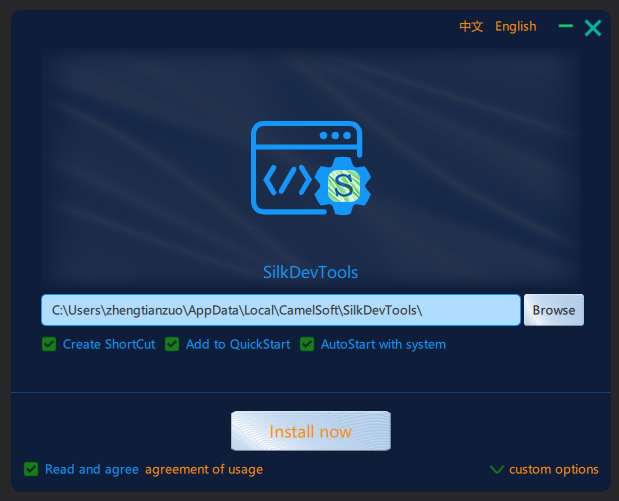 中文 English
S
SilkDevTools
C:\Users\zhengtianzuo\AppData\Local\CamelSoft\SilkDevTools\ Browse
Create ShortCut Add to QuickStart AutoStart with system
Install now
Read and agree agreement of usage custom options